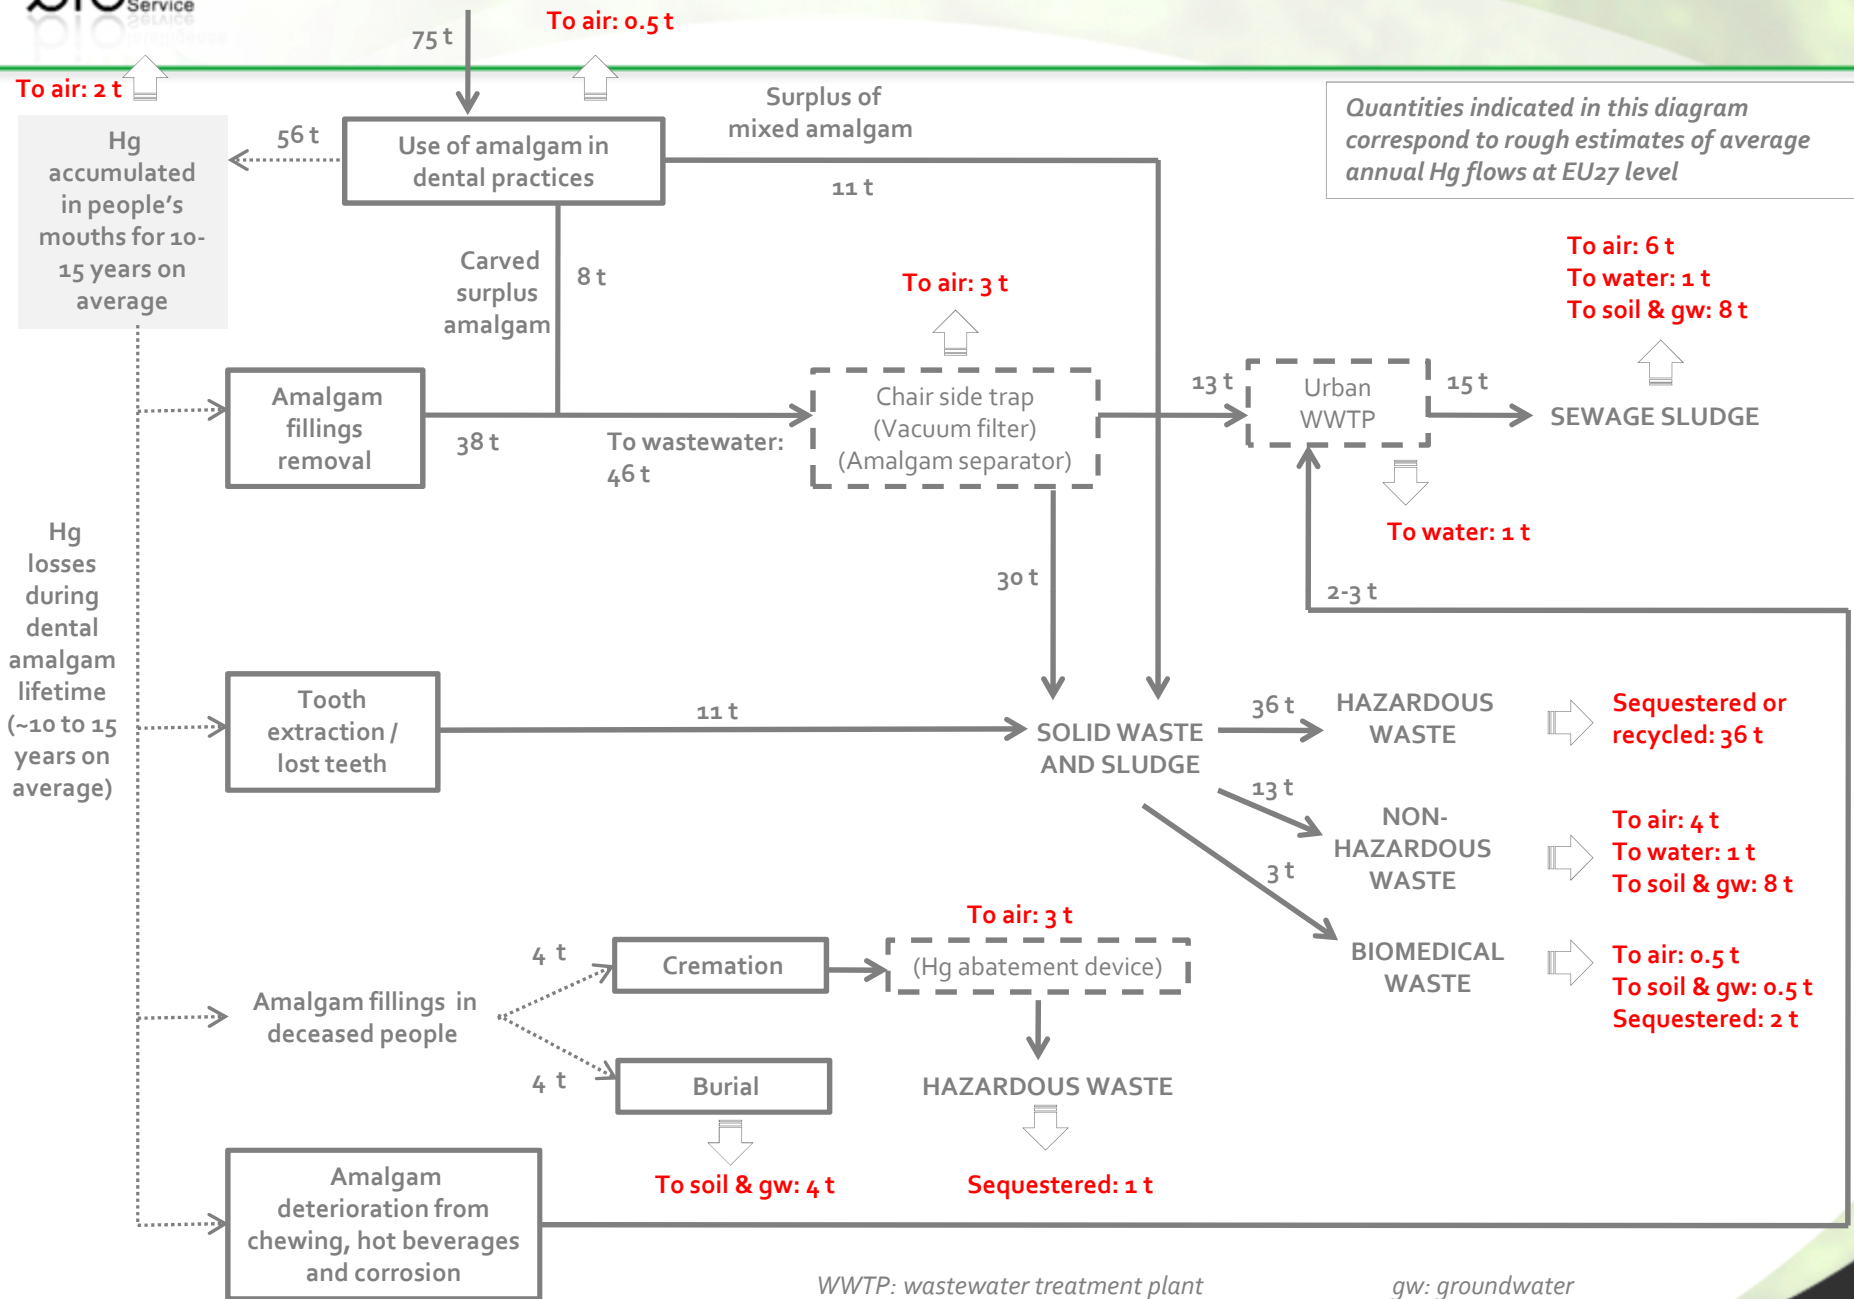 Service
75 t
To air: 0.5 t
To air: 2 t
Surplus of
mixed amalgam
Quantities indicated in this diagram
correspond to rough estimates of average
annual Hg flows at EU27 level
Hg
accumulated
in people's
mouths for 10-
15 years on
average
56 t
Use of amalgam in
dental practices
11 t
Carved
surplus
amalgam
8 t
To air: 3 t
To air: 6 t
To water: 1 t
To soil & gw: 8 t
Amalgam
fillings
removal
38 t
To wastewater:
46 t
Chair side trap
(Vacuum filter)
(Amalgam separator)
13 t
Urban
WWTP
15 t
SEWAGE SLUDGE
To water: 1 t
30 t
2-3 t
Hg
losses
during
dental
amalgam
lifetime
(~10 to 15
years on
average)
Tooth
extraction /
lost teeth
11 t
SOLID WASTE
AND SLUDGE
36 t
HAZARDOUS
WASTE
Sequestered or
recycled: 36 t
13 t
NON-
HAZARDOUS
WASTE
To air: 4 t
To water: 1 t
To soil & gw: 8 t
3 t
BIOMEDICAL
WASTE
To air: 0.5 t
To soil & gw: 0.5 t
Sequestered: 2 t
Amalgam fillings in
deceased people
4 t
Cremation
To air: 3 t
(Hg abatement device)
4 t
Burial
HAZARDOUS WASTE
To soil & gw: 4 t
Sequestered: 1 t
Amalgam
deterioration from
chewing, hot beverages
and corrosion
WWTP: wastewater treatment plant
gw: groundwater